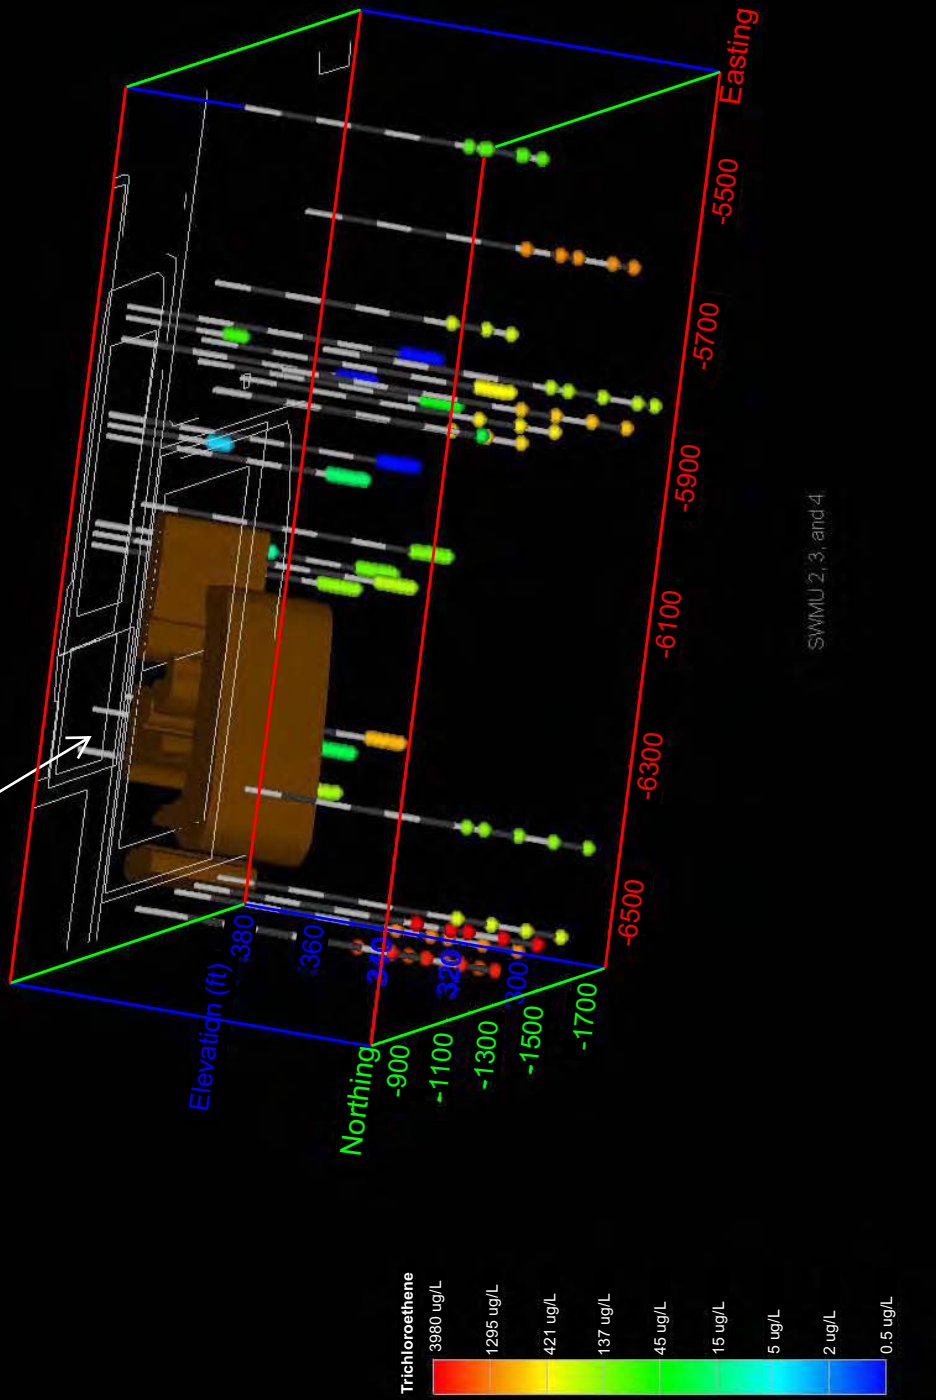 Easting
-5500
-5700
-5900
-6100
-6300
-6500
Elevation (ft)
380
360
340
320
300
Northing
-900
-1100
-1300
-1500
-1700
SWMU 2, 3, and 4
Trichloroethene
3980 ug/L
1295 ug/L
421 ug/L
137 ug/L
45 ug/L
15 ug/L
5 ug/L
2 ug/L
0.5 ug/L